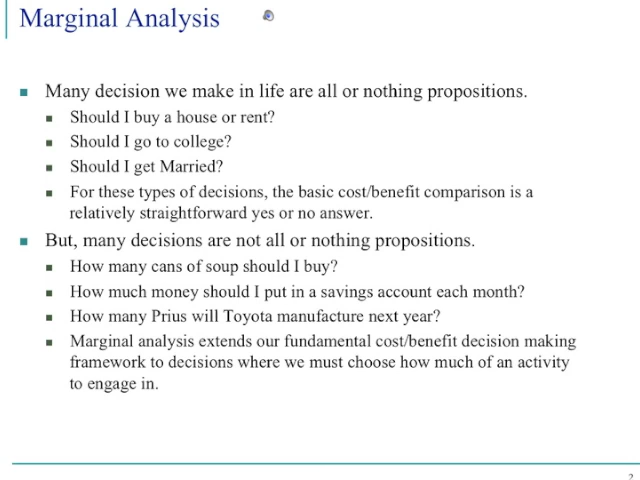 Marginal Analysis
Many decision we make in life are all or nothing propositions.
Should I buy a house or rent?
Should I go to college?
Should I get Married?
For these types of decisions, the basic cost/benefit comparison is a
relatively straightforward yes or no answer.
But, many decisions are not all or nothing propositions.
How many cans of soup should I buy?
How much money should I put in a savings account each month?
How many Prius will Toyota manufacture next year?
Marginal analysis extends our fundamental cost/benefit decision making
framework to decisions where we must choose how much of an activity
to engage in.
2